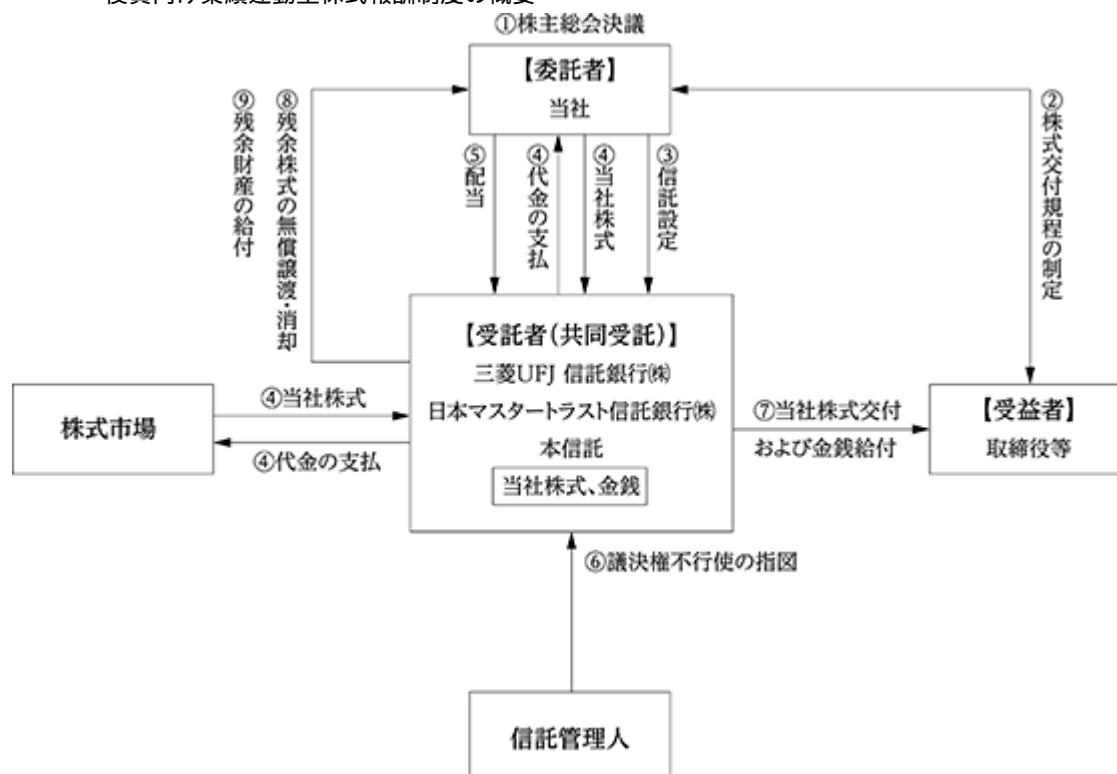 役員向け業績連動型株式報酬制度の概要
①株主総会決議
【委託者】
当社
⑨残余財産の給付
⑧残余株式の無償譲渡・消却
⑤配当
④代金の支払
④当社株式
③信託設定
②株式交付規程の制定
【受託者(共同受託)】
三菱UFJ 信託銀行㈱
日本マスタートラスト信託銀行㈱
本信託
当社株式、金銭
株式市場
④当社株式
④代金の支払
⑦当社株式交付
および金銭給付
【受益者】
取締役等
⑥議決権不行使の指図
信託管理人